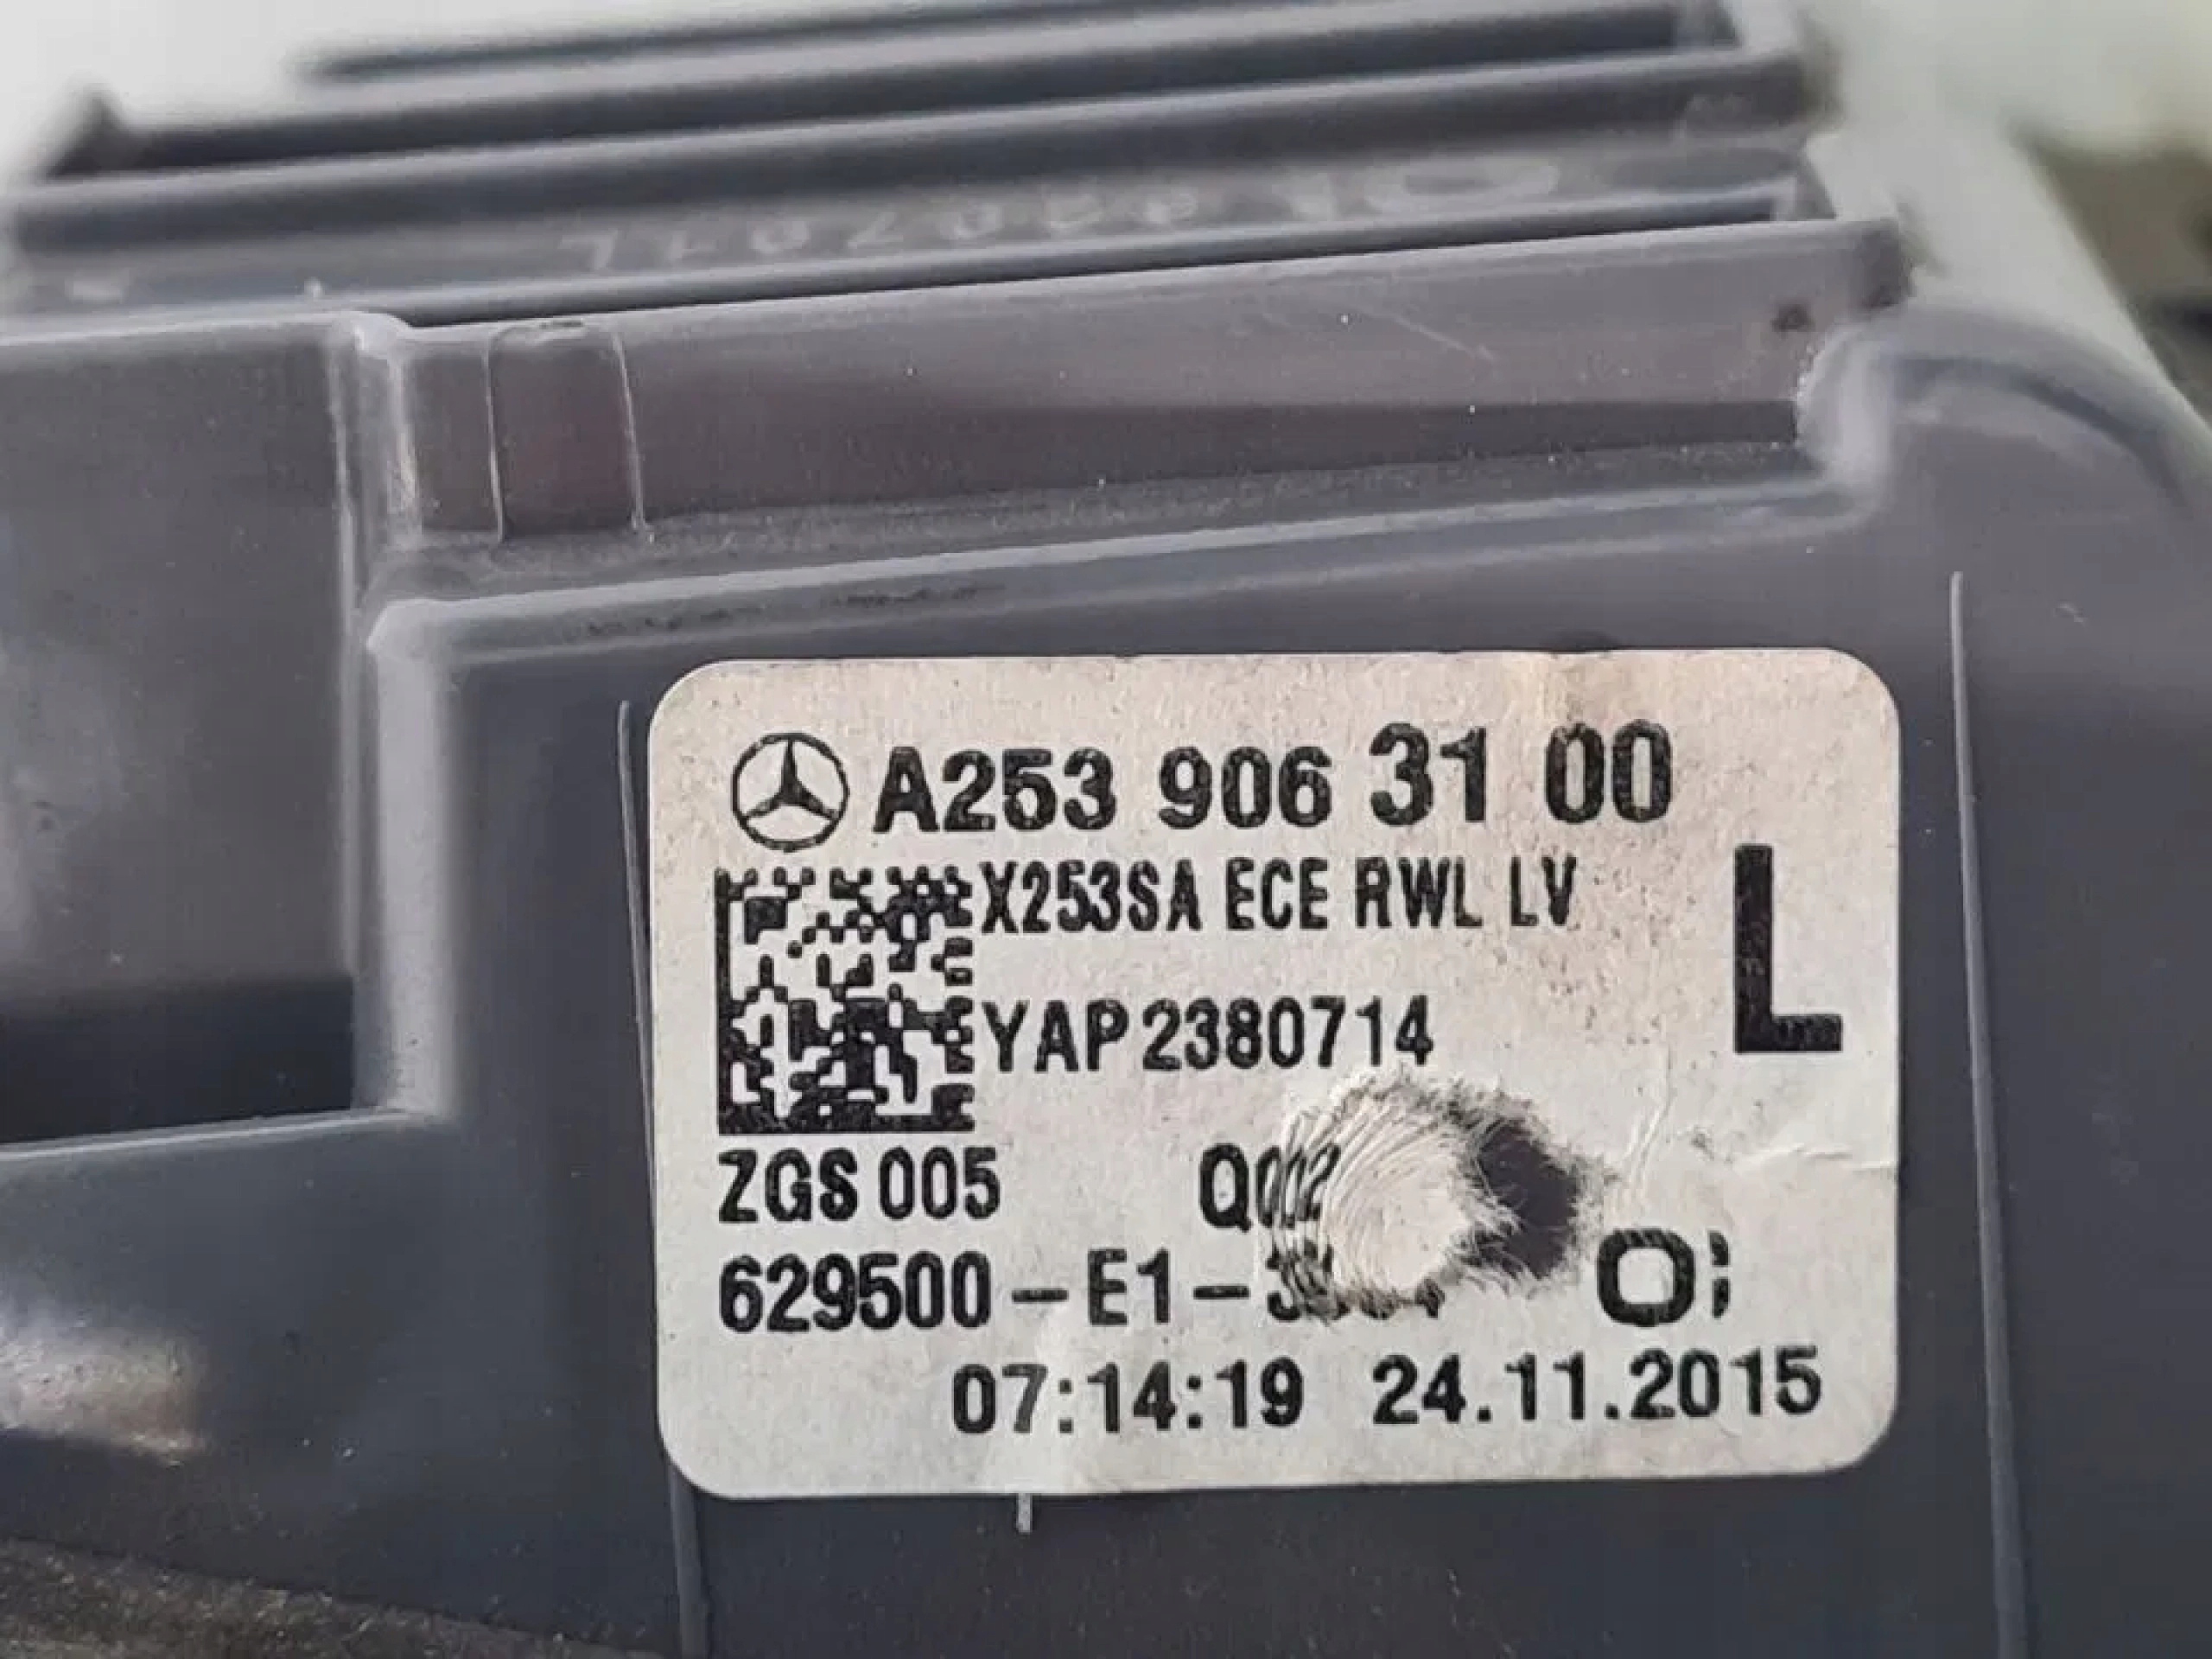 A253 906 31 00
X253SA ECE RWL LV
L
YAP2380714
ZGS 005
629500-E1-
07:14:19 24.11.2015